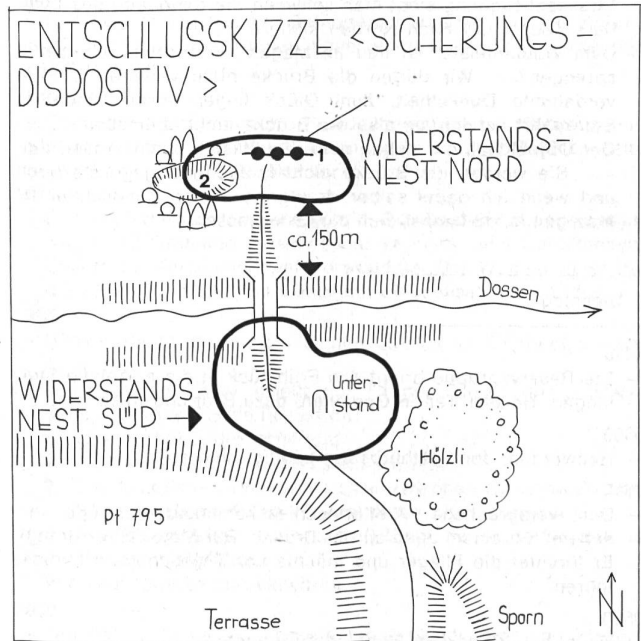 ENTSCHLUSSKIZZE <SICHERUNGS-
DISPOSITIV>
1
WIDERSTANDS-
NEST NORD
2
ca.150m
Dossen
Unter-
stand
WIDERSTANDS-
NEST SÜD
Hölzli
Pt 795
Terrasse
Sporn
N